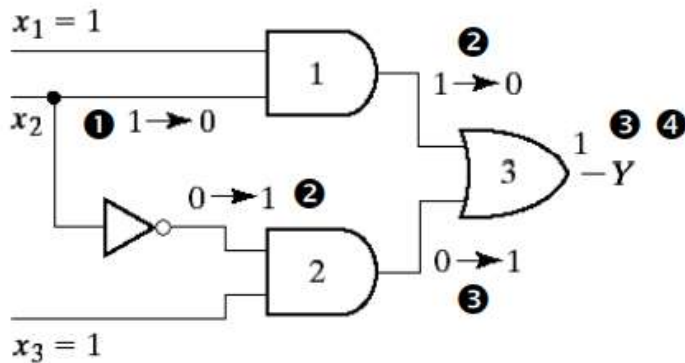 x₁ = 1
❷
1
1→0
❸ ❹
x₂
❶ 1→0
1
3
Y
0→1 ❷
2
0→1
❸
x₃ = 1